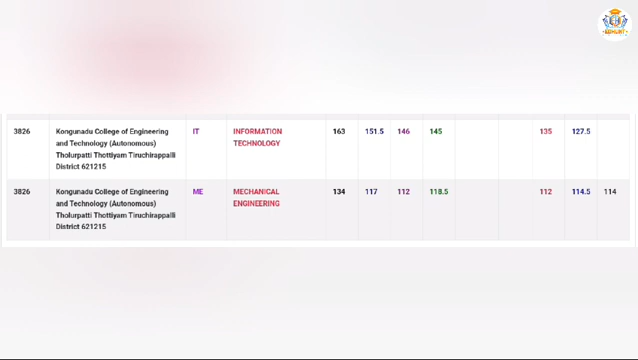 EDHUNT
3826 Kongunadu College of Engineering IT INFORMATION 163 151.5 146 145 135 127.5
and Technology (Autonomous) TECHNOLOGY
Tholurpatti Thottiyam Tiruchirappalli
District 621215
3826 Kongunadu College of Engineering ME MECHANICAL 134 117 112 118.5 112 114.5 114
and Technology (Autonomous) ENGINEERING
Tholurpatti Thottiyam Tiruchirappalli
District 621215